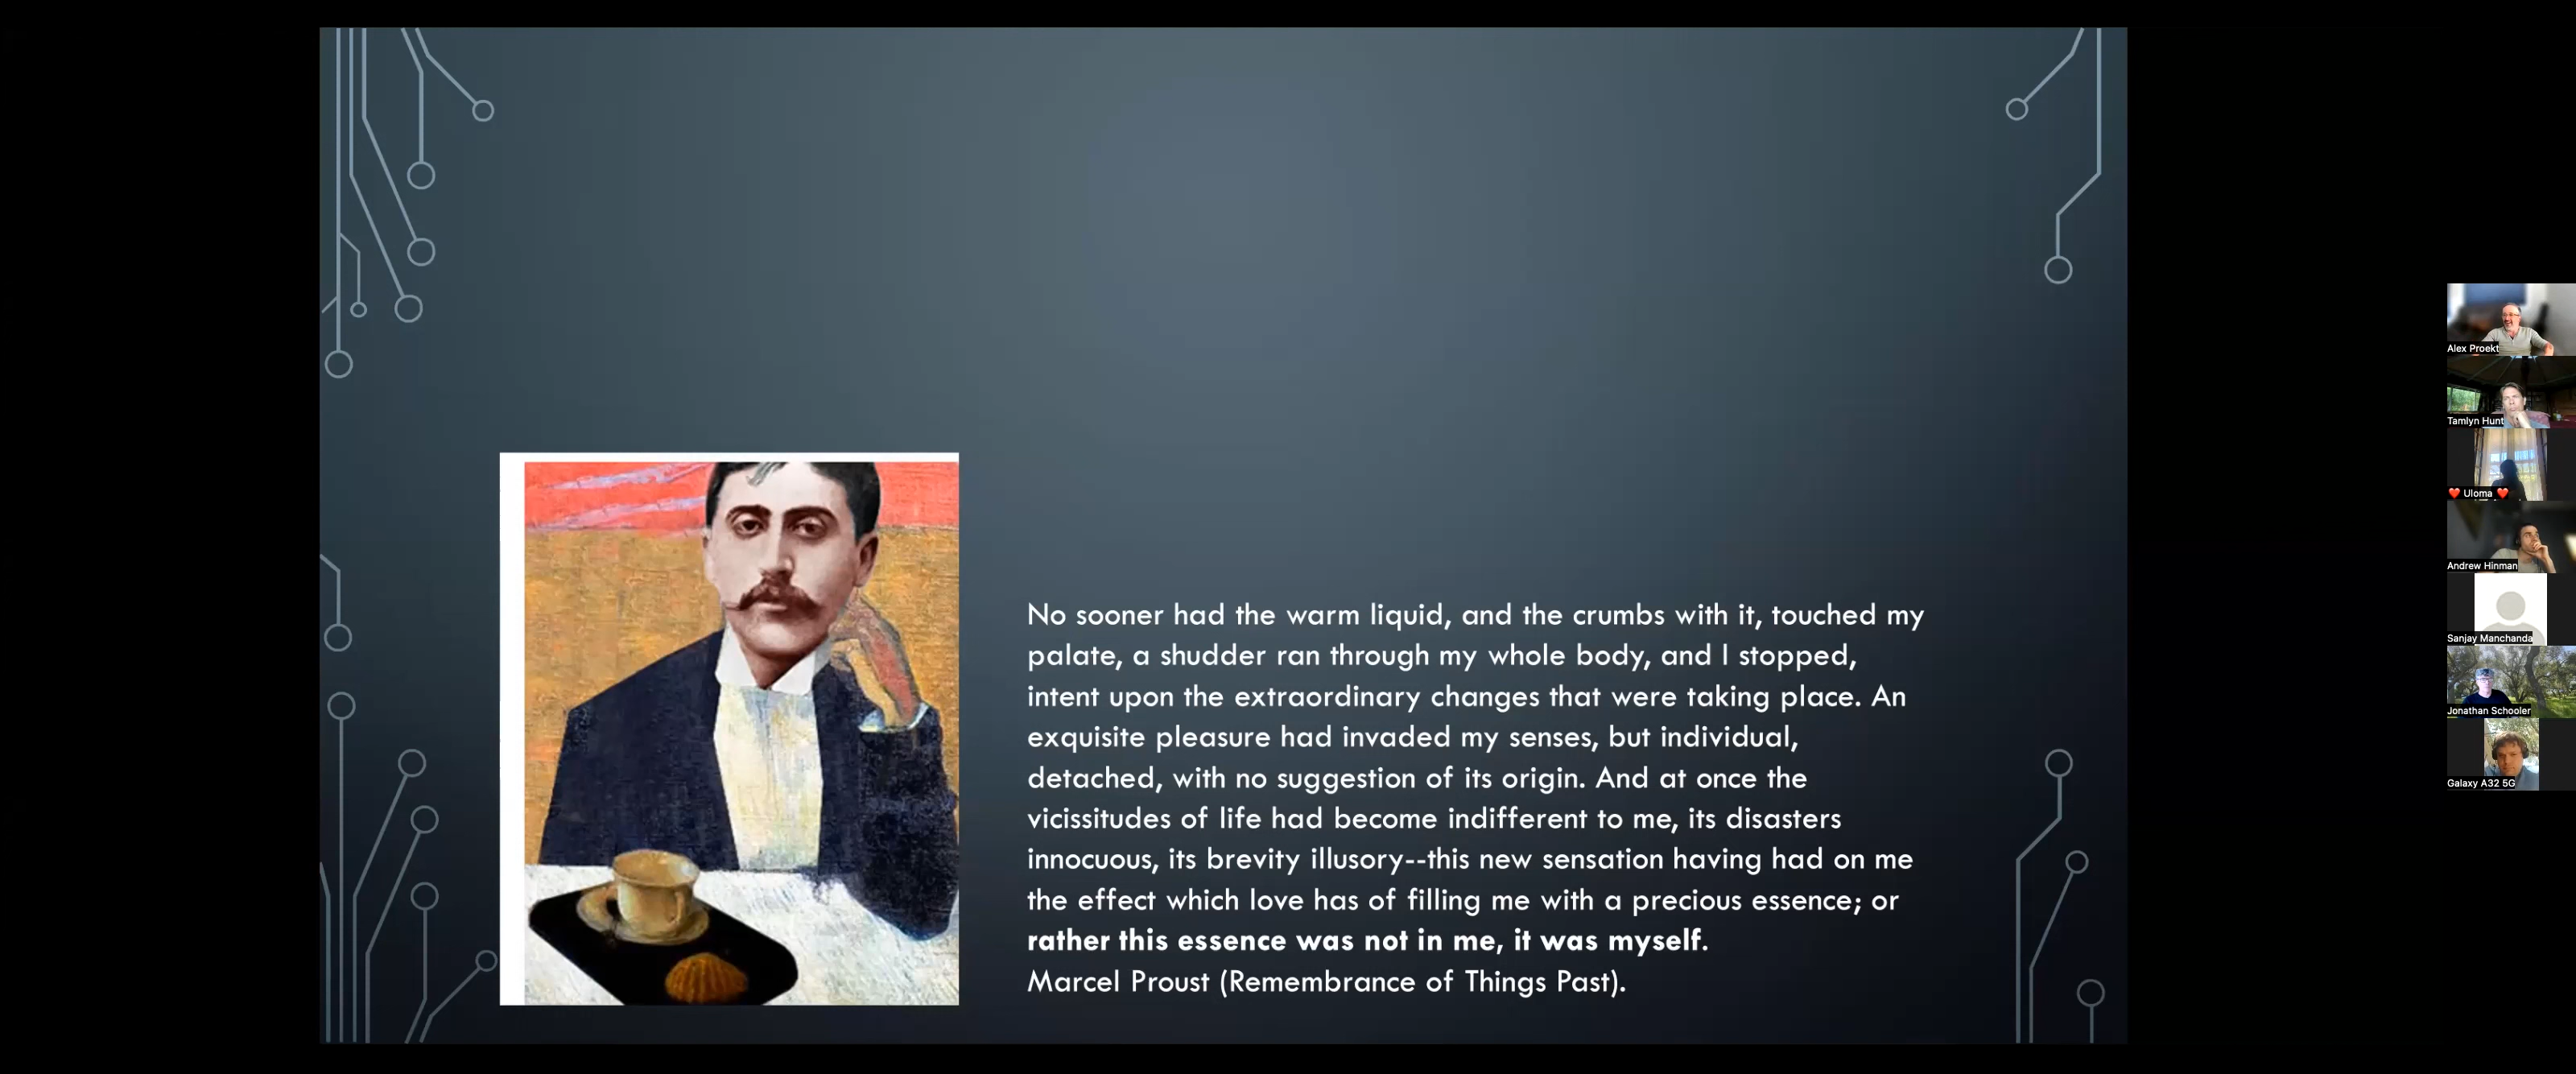 No sooner had the warm liquid, and the crumbs with it, touched my
palate, a shudder ran through my whole body, and I stopped,
intent upon the extraordinary changes that were taking place. An
exquisite pleasure had invaded my senses, but individual,
detached, with no suggestion of its origin. And at once the
vicissitudes of life had become indifferent to me, its disasters
innocuous, its brevity illusory--this new sensation having had on me
the effect which love has of filling me with a precious essence; or
rather this essence was not in me, it was myself.
Marcel Proust (Remembrance of Things Past).
Alex Proekt
Tamlyn Hunt
❤️ Uloma ❤️
Andrew Hinman
Sanjay Manchanda
Jonathan Schooler
Galaxy A32 5G